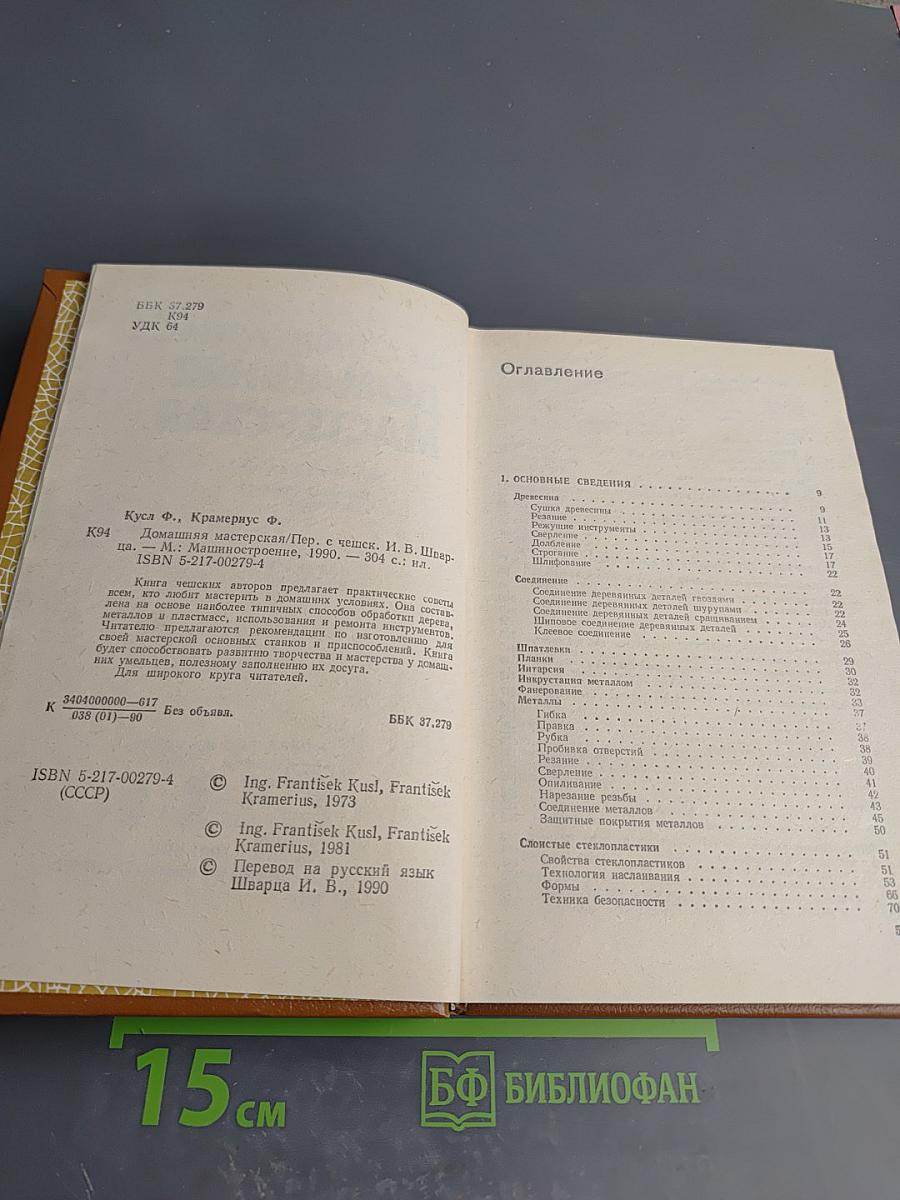 ББК 37.279
К94
УДК 64
Кусл Ф., Крамериус Ф.
К94 Домашняя мастерская/Пер. с чешск. И. В. Швар-
ца. — М.: Машиностроение, 1990. — 304 с.: ил.
ISBN 5-217-00279-4
Книга чешских авторов предлагает практические советы
всем, кто любит мастерить в домашних условиях. Она состав-
лена на основе наиболее типичных способов обработки дерева,
металлов и пластмасс, использования и ремонта инструментов.
Читателю предлагаются рекомендации по изготовлению для
своей мастерской основных станков и приспособлений. Книга
будет способствовать развитию творчества и мастерства у домаш-
них умельцев, полезному заполнению их досуга.
Для широкого круга читателей.
К 3404000000—617
038 (01)—90 Без объявл.
ББК 37.279
ISBN 5-217-00279-4
(СССР)
© Ing. František Kusl, František
Kramerius, 1973
© Ing. František Kusl, František
Kramerius, 1981
© Перевод на русский язык
Шварца И. В., 1990
Оглавление
1. ОСНОВНЫЕ СВЕДЕНИЯ . . . . . . . . . . 9
Древесина . . . . . . . . . . 9
Сушка древесины . . . . . . . . . . 11
Резание . . . . . . . . . . 13
Режущие инструменты . . . . . . . . . . 13
Сверление . . . . . . . . . . 15
Долбление . . . . . . . . . . 17
Строгание . . . . . . . . . . 17
Шлифование . . . . . . . . . . 22
Соединение . . . . . . . . . . 22
Соединение деревянных деталей гвоздями . . . . . 22
Соединение деревянных деталей шурупами . . . . . 22
Соединение деревянных деталей сращиванием . . . . . 24
Шиповое соединение деревянных деталей . . . . . 25
Клеевое соединение . . . . . . . . . . 26
Шпатлевки . . . . . . . . . . 29
Планки . . . . . . . . . . 30
Интарсия . . . . . . . . . . 32
Инкрустация металлом . . . . . . . . . . 32
Фанерование . . . . . . . . . . 33
Металлы . . . . . . . . . . 37
Гибка . . . . . . . . . . 37
Правка . . . . . . . . . . 38
Рубка . . . . . . . . . . 38
Пробивка отверстий . . . . . . . . . . 39
Резание . . . . . . . . . . 40
Сверление . . . . . . . . . . 41
Опиливание . . . . . . . . . . 42
Нарезание резьбы . . . . . . . . . . 43
Соединение металлов . . . . . . . . . . 45
Защитные покрытия металлов . . . . . . . . . . 50
Слоистые стеклопластики . . . . . . . . . . 51
Свойства стеклопластиков . . . . . . . . . . 51
Технология наслаивания . . . . . . . . . . 53
Формы . . . . . . . . . . 66
Техника безопасности . . . . . . . . . . 70
5
15 см
БФ БИБЛИОФАН